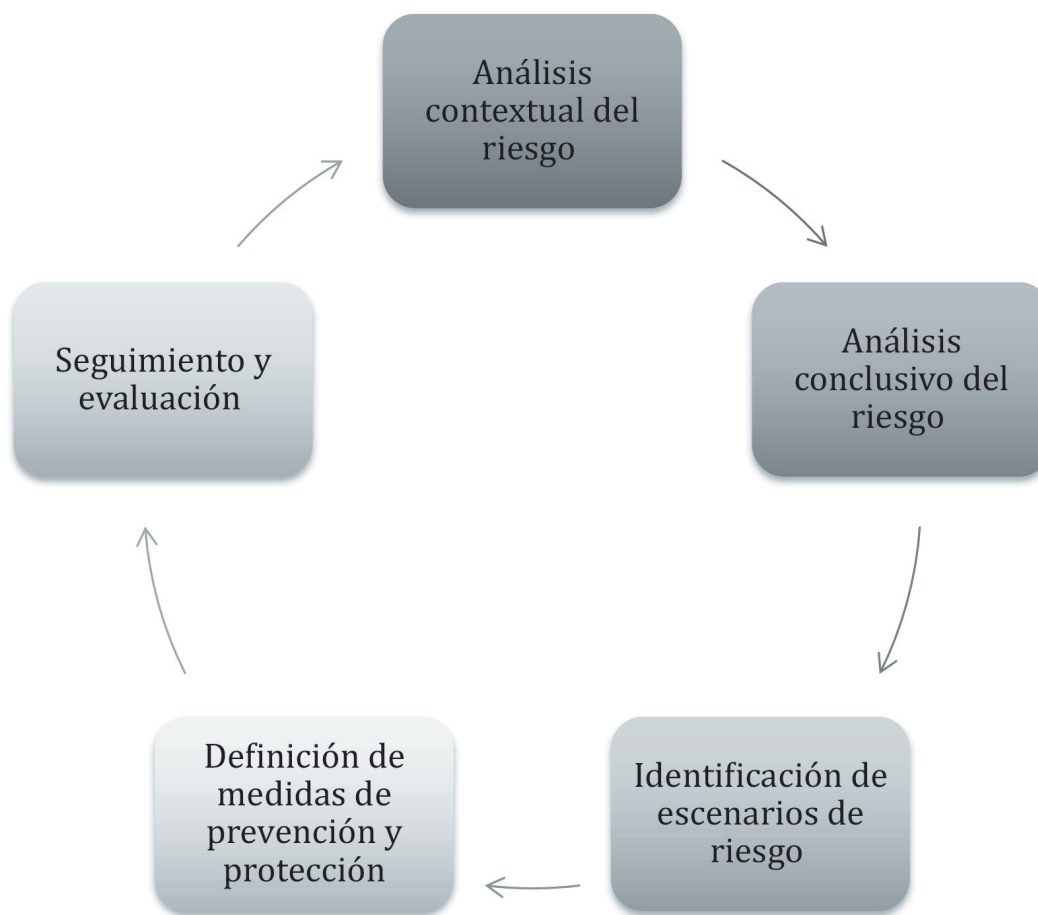 Análisis
contextual del
riesgo
Análisis
conclusivo del
riesgo
Identificación de
escenarios de
riesgo
Definición de
medidas de
prevención y
protección
Seguimiento y
evaluación